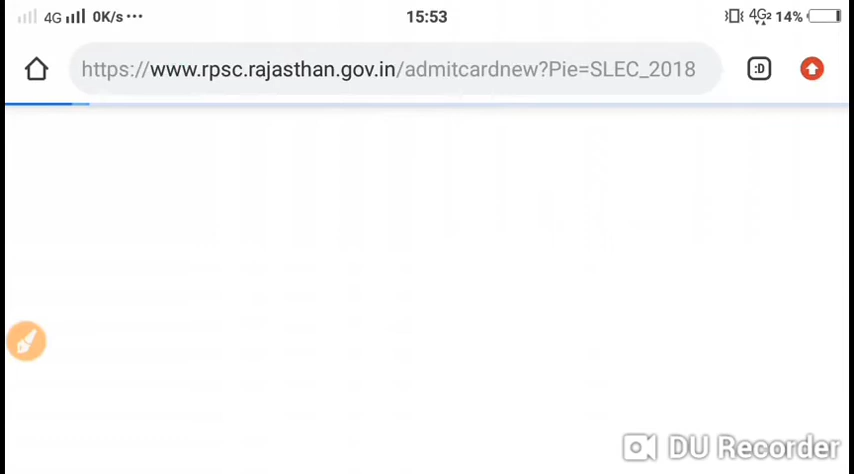 4G 0K/s ··· 15:53 4G2 14%
https://www.rpsc.rajasthan.gov.in/admitcardnew?Pie=SLEC_2018 :D
DU Recorder